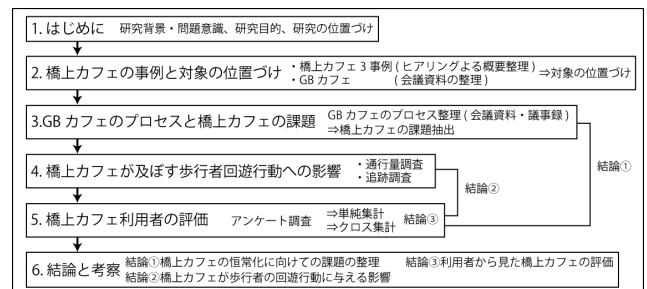 1. はじめに 研究背景・問題意識、研究目的、研究の位置づけ
2. 橋上カフェの事例と対象の位置づけ ・橋上カフェ 3 事例 ( ヒアリングによる概要整理 ) ⇒対象の位置づけ
・GB カフェ ( 会議資料の整理 )
3.GB カフェのプロセスと橋上カフェの課題 GB カフェのプロセス整理 ( 会議資料・議事録 )
⇒橋上カフェの課題抽出
4. 橋上カフェが及ぼす歩行者回遊行動への影響 ・通行量調査
・追跡調査
結論①
結論②
5. 橋上カフェ利用者の評価 アンケート調査 ⇒単純集計
⇒クロス集計 結論③
6. 結論と考察 結論①橋上カフェの恒常化に向けての課題の整理 結論③利用者から見た橋上カフェの評価
結論②橋上カフェが歩行者の回遊行動に与える影響